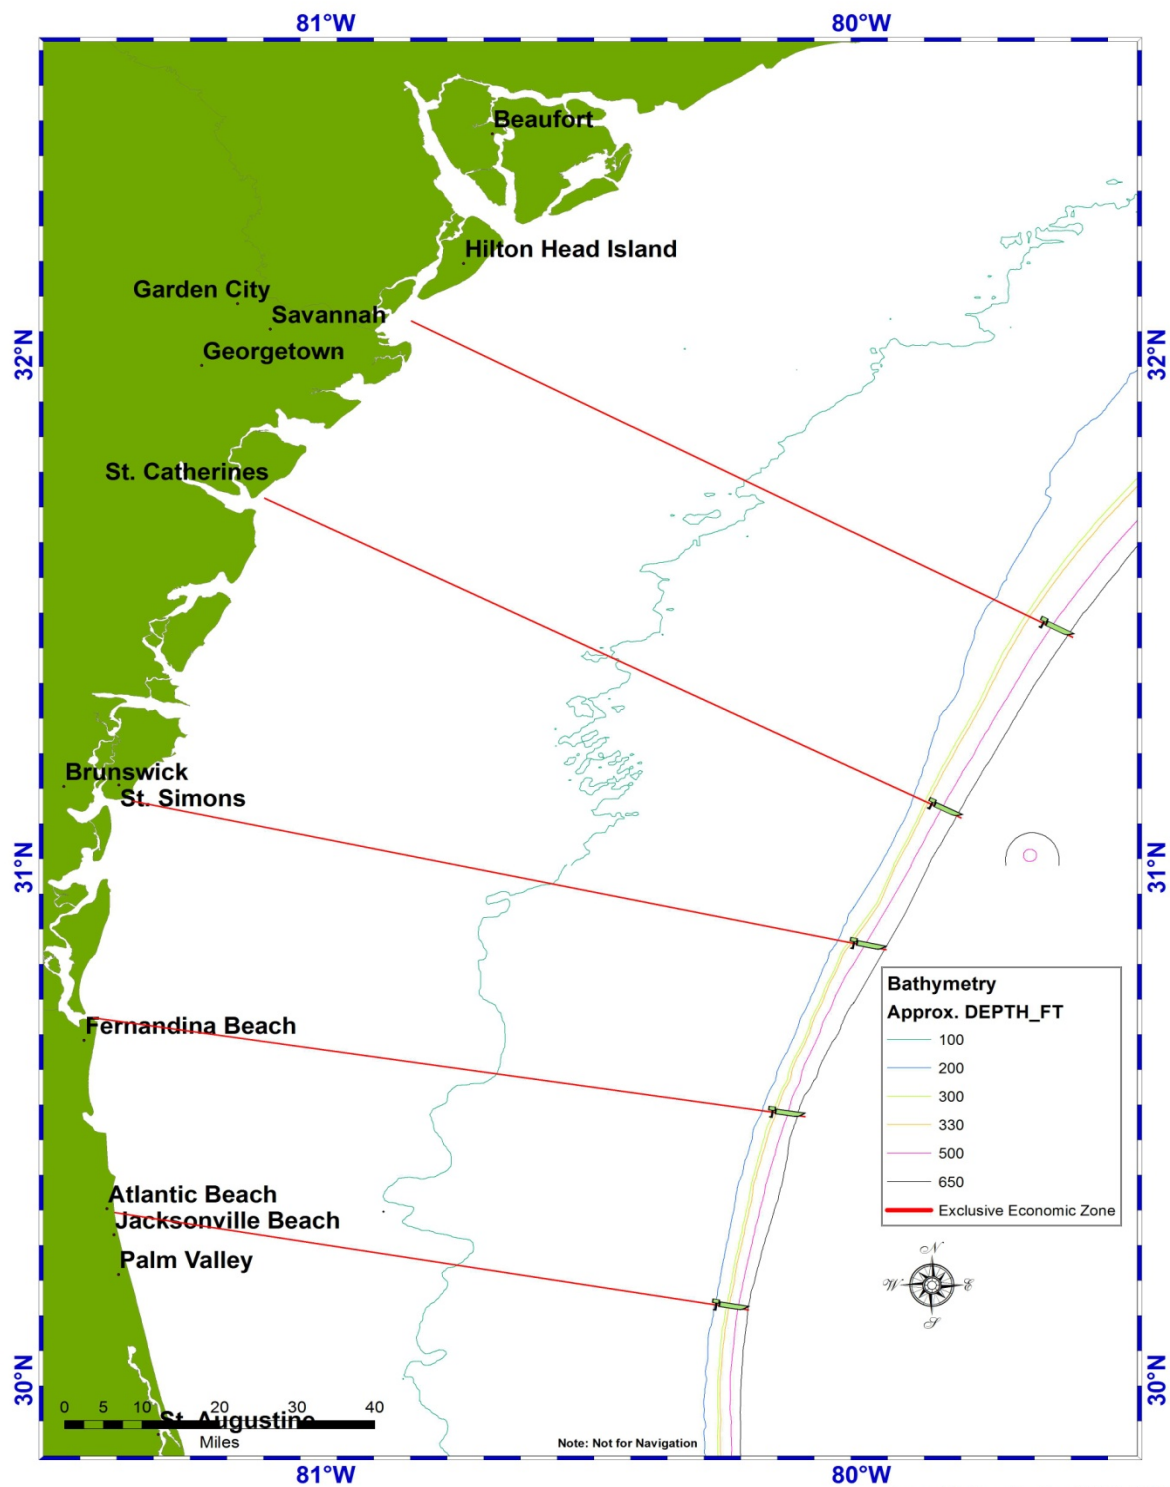 81°W
80°W
Beaufort
Hilton Head Island
Garden City
Savannah
Georgetown
32°N
32°N
St. Catherines
Brunswick
St. Simons
31°N
31°N
Bathymetry
Approx. DEPTH_FT
100
200
300
330
500
650
Exclusive Economic Zone
Fernandina Beach
Atlantic Beach
Jacksonville Beach
Palm Valley
N
W
E
S
30°N
30°N
0 5 10 20 30 40
St. Augustine
Miles
Note: Not for Navigation
81°W
80°W